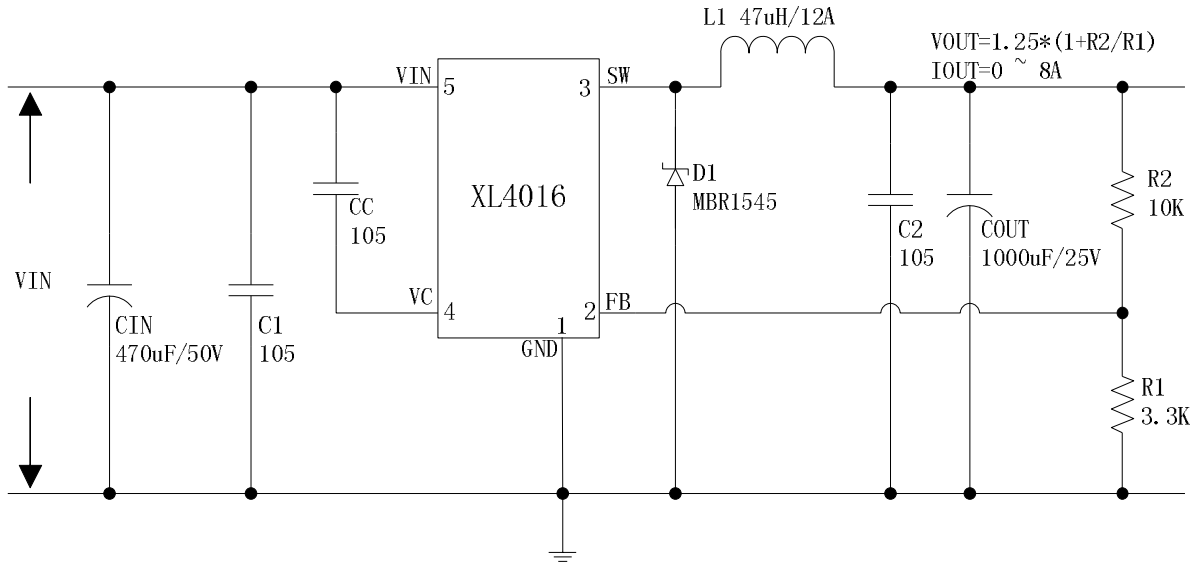 L1 47uH/12A
VOUT=1.25*(1+R2/R1)
IOUT=0 ~ 8A
VIN
5
3
SW
XL4016
D1
MBR1545
R2
10K
CC
105
C2
105
COUT
1000uF/25V
VIN
VC
4
2
FB
1
GND
CIN
470uF/50V
C1
105
R1
3.3K